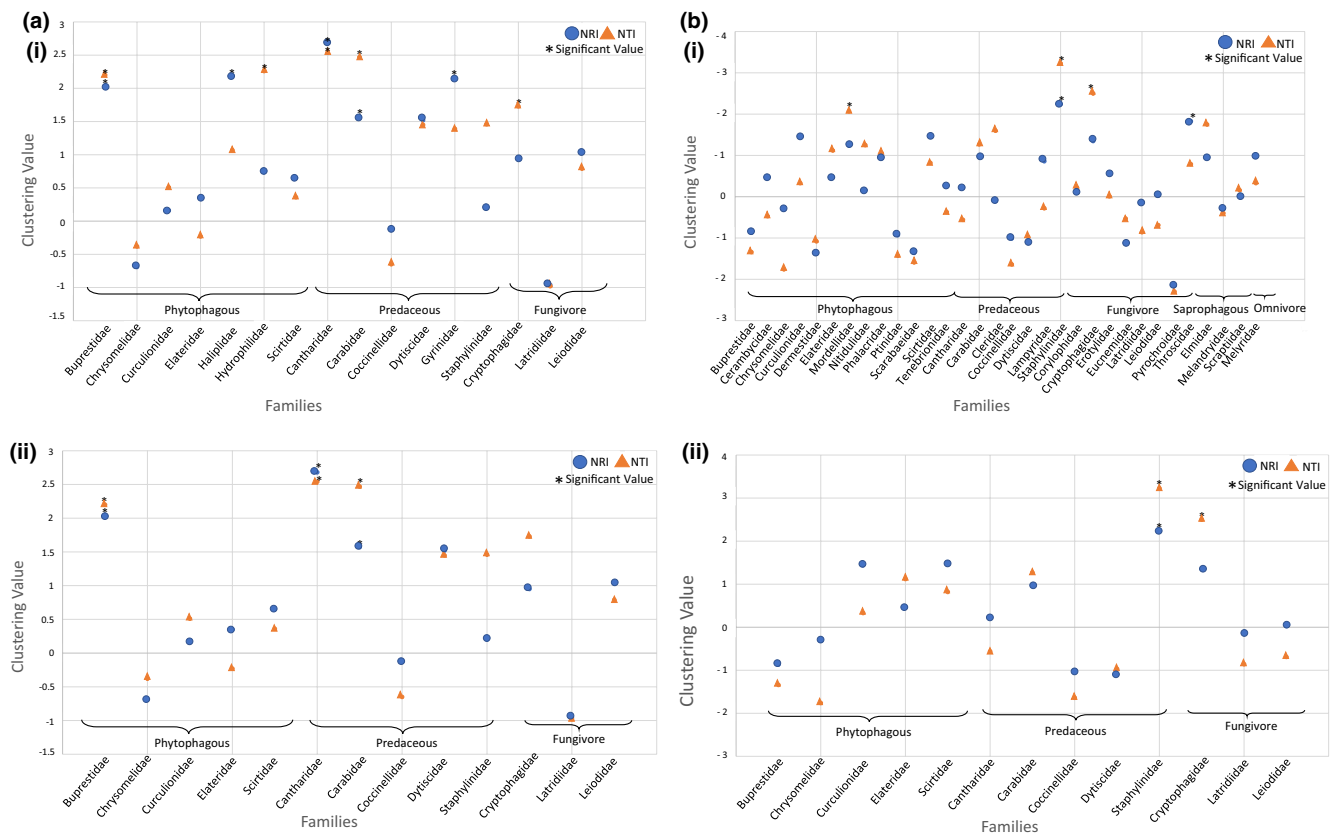 (a)
(i)
NRI NTI
* Significant Value
Clustering Value
3
2.5
2
1.5
1
0.5
0
-0.5
-1
-1.5
Phytophagous
Predaceous
Fungivore
Buprestidae
Chrysomelidae
Curculionidae
Elateridae
Haliplidae
Hydrophilidae
Scirtidae
Cantharidae
Carabidae
Coccinellidae
Dytiscidae
Gyrinidae
Staphylinidae
Cryptophagidae
Latridiidae
Leiodidae
Families
(b)
(i)
NRI NTI
* Significant Value
Clustering Value
- 4
- 3
- 2
- 1
0
- 1
- 2
- 3
Phytophagous
Predaceous
Fungivore
Saprophagous
Omnivore
Buprestidae
Cerambycidae
Chrysomelidae
Curculionidae
Dermestidae
Elateridae
Mordellidae
Nitidulidae
Phalacridae
Ptinidae
Scarabaeidae
Scirtidae
Tenebrionidae
Cantharidae
Carabidae
Cleridae
Coccinellidae
Dytiscidae
Lampyridae
Staphylinidae
Corylophidae
Cryptophagidae
Erotylidae
Eucnemidae
Latridiidae
Leiodidae
Pyrochroidae
Throscidae
Elmidae
Melandryidae
Scraptiidae
Melyridae
Families
(ii)
NRI NTI
* Significant Value
Clustering Value
3
2.5
2
1.5
1
0.5
0
-0.5
-1
-1.5
Phytophagous
Predaceous
Fungivore
Buprestidae
Chrysomelidae
Curculionidae
Elateridae
Scirtidae
Cantharidae
Carabidae
Coccinellidae
Dytiscidae
Staphylinidae
Cryptophagidae
Latridiidae
Leiodidae
Families
(ii)
NRI NTI
* Significant Value
Clustering Value
4
3
2
1
0
- 1
- 2
- 3
Phytophagous
Predaceous
Fungivore
Buprestidae
Chrysomelidae
Curculionidae
Elateridae
Scirtidae
Cantharidae
Carabidae
Coccinellidae
Dytiscidae
Staphylinidae
Cryptophagidae
Latridiidae
Leiodidae
Families